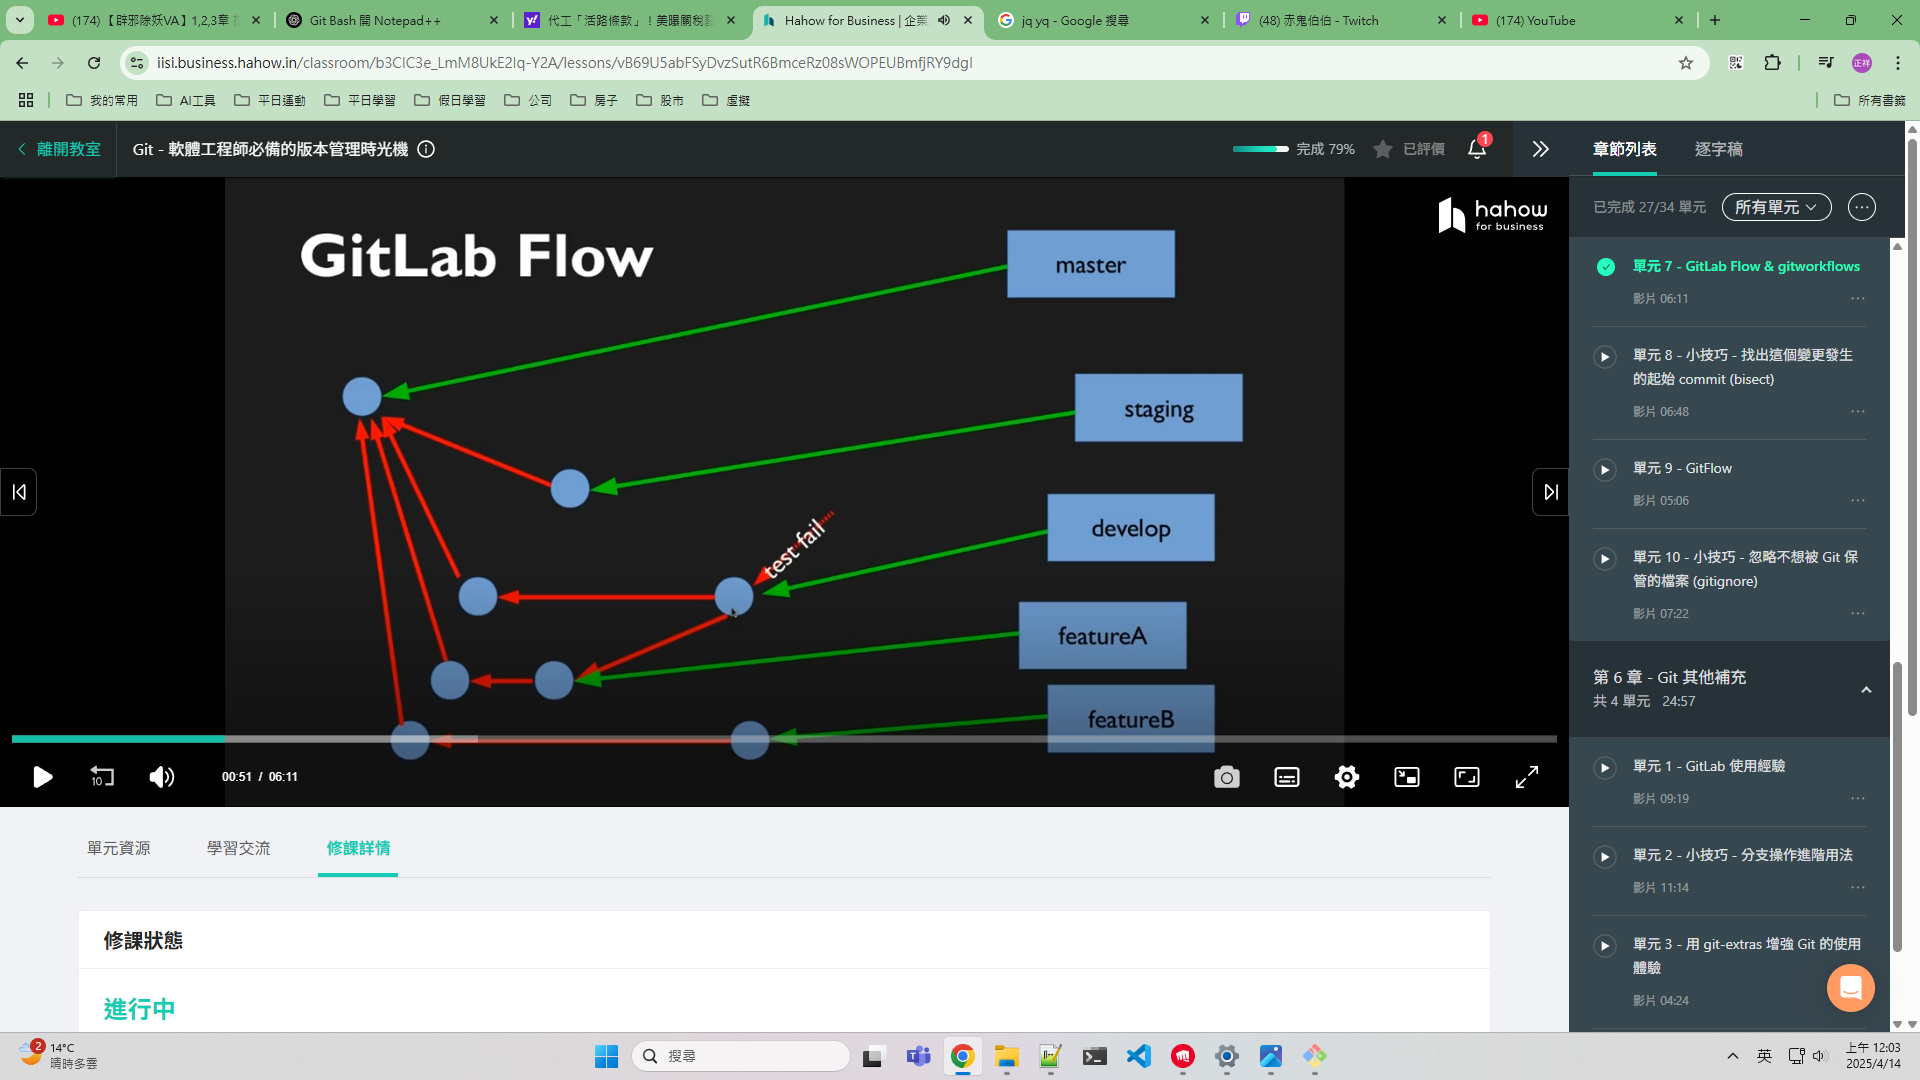 (174)【辟邪除妖VA】1,2,3章
Git Bash 開 Notepad++
代工「活路條款」！美眼關稅
Hahow for Business | 企業
jq yq - Google 搜尋
(48) 赤鬼伯伯 - Twitch
(174) YouTube
iisi.business.hahow.in/classroom/b3CIC3e_LmM8UkE2Iq-Y2A/lessons/vB69U5abFSyDvzSutR6BmceRz08sWOPEUBmfjRY9dgI
正祥
我的常用
AI工具
平日運動
平日學習
假日學習
公司
房子
股市
虛擬
所有書籤
離開教室
Git - 軟體工程師必備的版本管理時光機
完成 79%
已評價
1
章節列表
逐字稿
已完成 27/34 單元
所有單元
GitLab Flow
hahow
for business
master
staging
test fail
develop
featureA
featureB
10
00:51 / 06:11
單元 7 - GitLab Flow & gitworkflows
影片 06:11
單元 8 - 小技巧 - 找出這個變更發生
的起始 commit (bisect)
影片 06:48
單元 9 - GitFlow
影片 05:06
單元 10 - 小技巧 - 忽略不想被 Git 保
管的檔案 (gitignore)
影片 07:22
第 6 章 - Git 其他補充
共 4 單元 24:57
單元 1 - GitLab 使用經驗
影片 09:19
單元 2 - 小技巧 - 分支操作進階用法
影片 11:14
單元 3 - 用 git-extras 增強 Git 的使用
體驗
影片 04:24
單元資源
學習交流
修課詳情
修課狀態
進行中
2
14°C
晴時多雲
搜尋
英
上午 12:03
2025/4/14